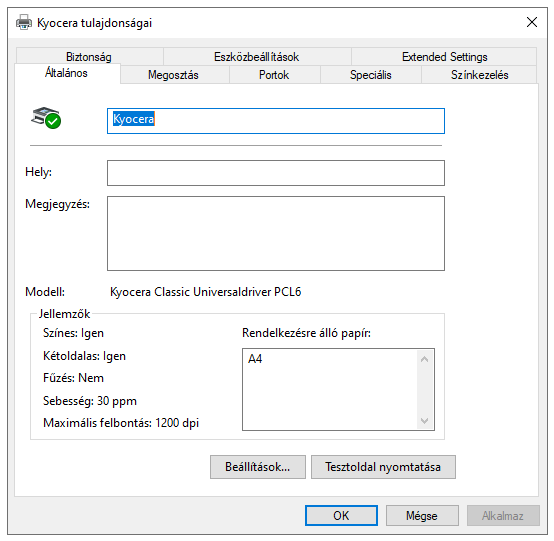 Kyocera tulajdonságai
Biztonság Eszközbeállítások Extended Settings
Általános Megosztás Portok Speciális Színkezelés
Kyocera
Hely:
Megjegyzés:
Modell: Kyocera Classic Universaldriver PCL6
Jellemzők
Színes: Igen Rendelkezésre álló papír:
Kétoldalas: Igen A4
Fűzés: Nem
Sebesség: 30 ppm
Maximális felbontás: 1200 dpi
Beállítások... Tesztoldal nyomtatása
OK Mégse Alkalmaz